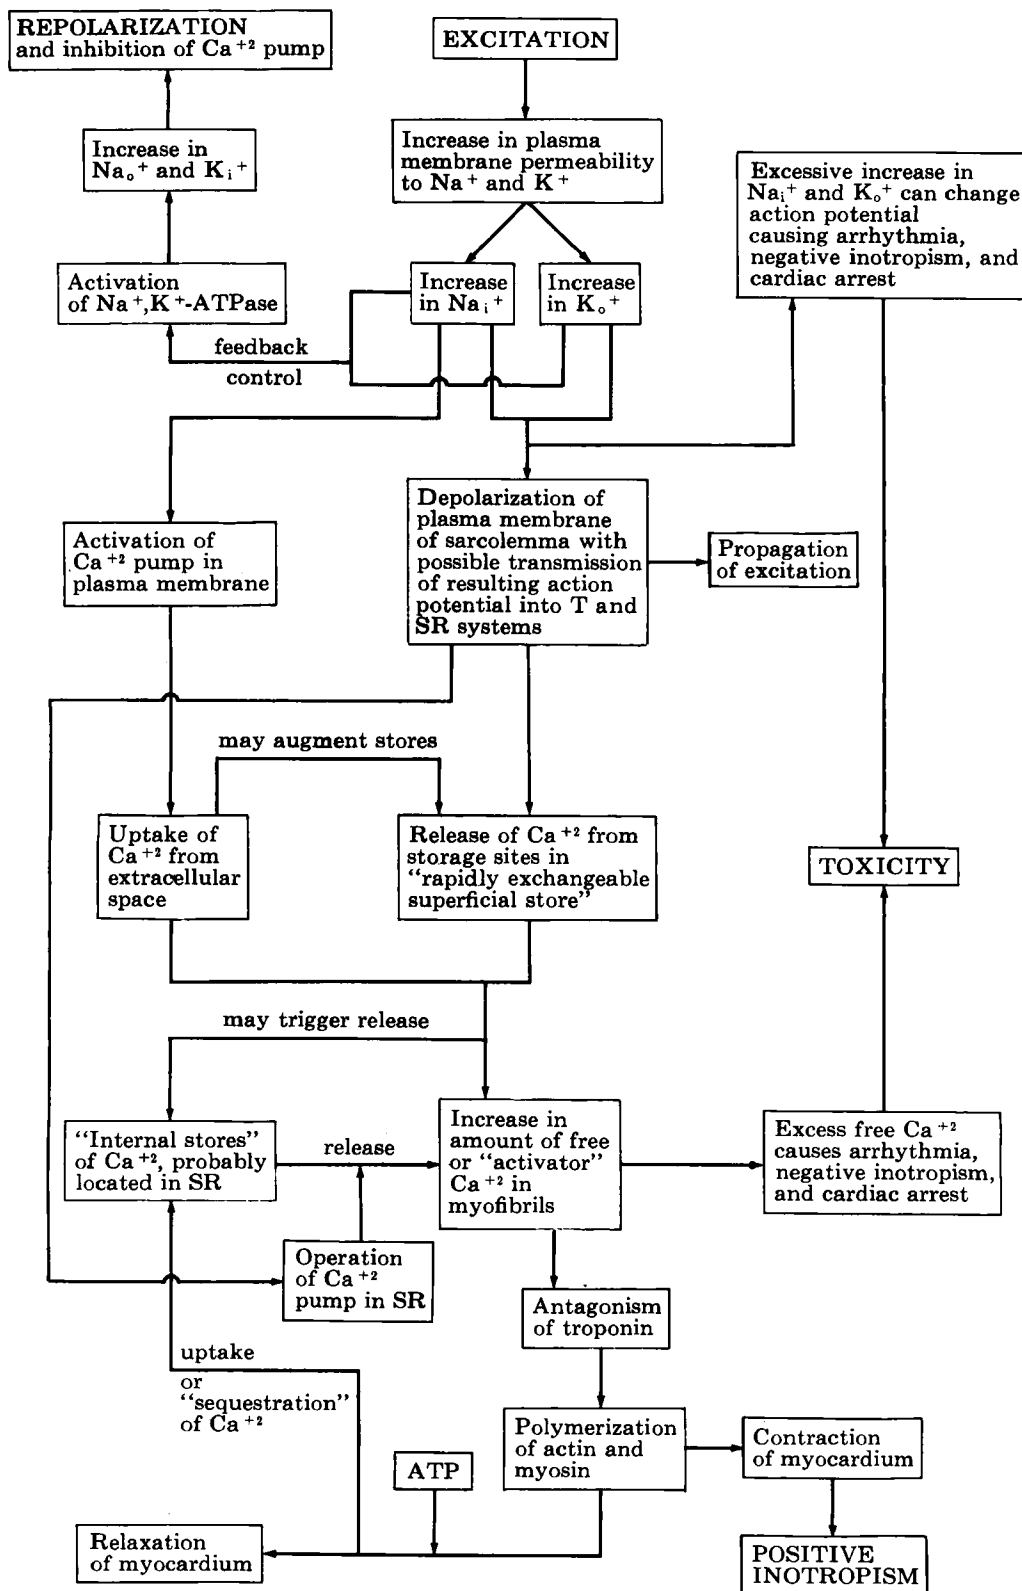 REPOLARIZATION
and inhibition of Ca⁺² pump
EXCITATION
Increase in
Naₒ⁺ and Kᵢ⁺
Increase in plasma
membrane permeability
to Na⁺ and K⁺
Excessive increase in
Naᵢ⁺ and Kₒ⁺ can change
action potential
causing arrhythmia,
negative inotropism, and
cardiac arrest
Activation
of Na⁺,K⁺-ATPase
Increase
in Naᵢ⁺
Increase
in Kₒ⁺
feedback
control
Activation of
Ca⁺² pump in
plasma membrane
Depolarization of
plasma membrane
of sarcolemma with
possible transmission
of resulting action
potential into T and
SR systems
Propagation
of excitation
may augment stores
Uptake of
Ca⁺² from
extracellular
space
Release of Ca⁺² from
storage sites in
“rapidly exchangeable
superficial store”
TOXICITY
may trigger release
“Internal stores”
of Ca⁺², probably
located in SR
release
Increase in
amount of free
or “activator”
Ca⁺² in
myofibrils
Excess free Ca⁺²
causes arrhythmia,
negative inotropism,
and cardiac arrest
Operation
of Ca⁺²
pump in SR
Antagonism
of troponin
uptake
or
“sequestration”
of Ca⁺²
Polymerization
of actin and
myosin
Contraction
of myocardium
ATP
Relaxation
of myocardium
POSITIVE
INOTROPISM